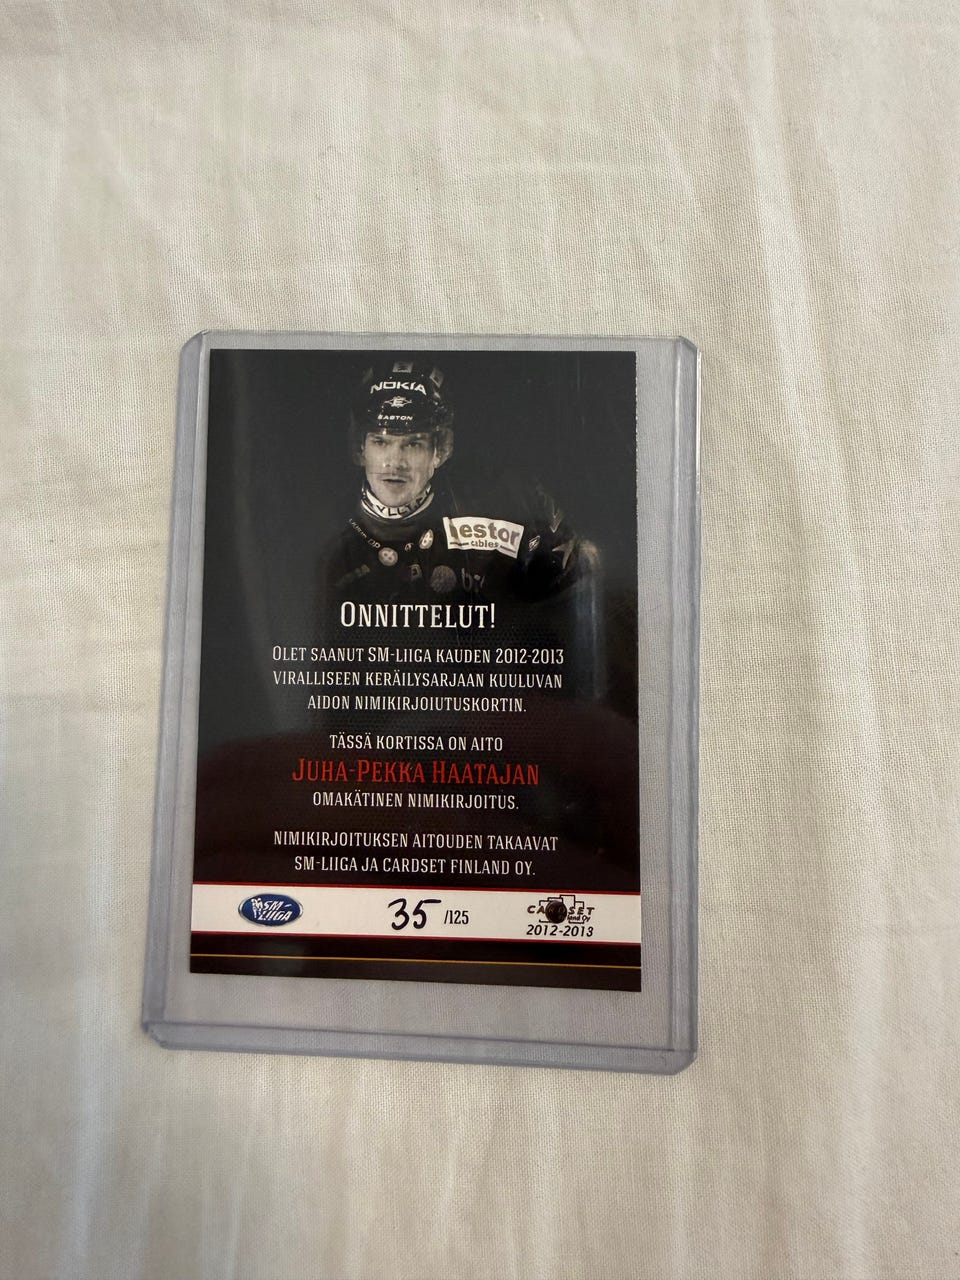 NOKIA
E
EASTON
nestor
cables
ONNITTELUT!
OLET SAANUT SM-LIIGA KAUDEN 2012-2013
VIRALLISEEN KERÄILYSARJAAN KUULUVAN
AIDON NIMIKIRJOIUTUSKORTIN.
TÄSSÄ KORTISSA ON AITO
JUHA-PEKKA HAATAJAN
OMAKÄTINEN NIMIKIRJOITUS.
NIMIKIRJOITUKSEN AITOUDEN TAKAAVAT
SM-LIIGA JA CARDSET FINLAND OY.
SM-
LIIGA
35 /125
CARDSET
2012-2013